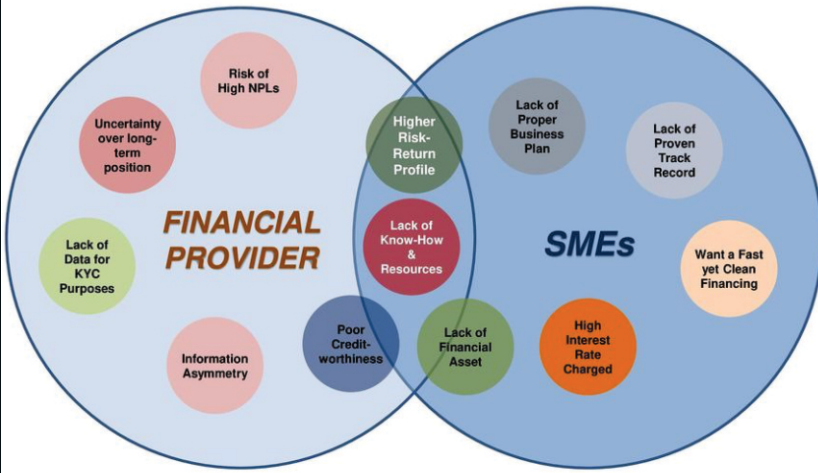 Risk of
High NPLs
Uncertainty
over long-
term
position
Higher
Risk-
Return
Profile
Lack of
Proper
Business
Plan
Lack of
Proven
Track
Record
FINANCIAL
PROVIDER
Lack of
Data for
KYC
Purposes
Lack of
Know-How
&
Resources
SMEs
Want a Fast
yet Clean
Financing
Information
Asymmetry
Poor
Credit-
worthiness
Lack of
Financial
Asset
High
Interest
Rate
Charged